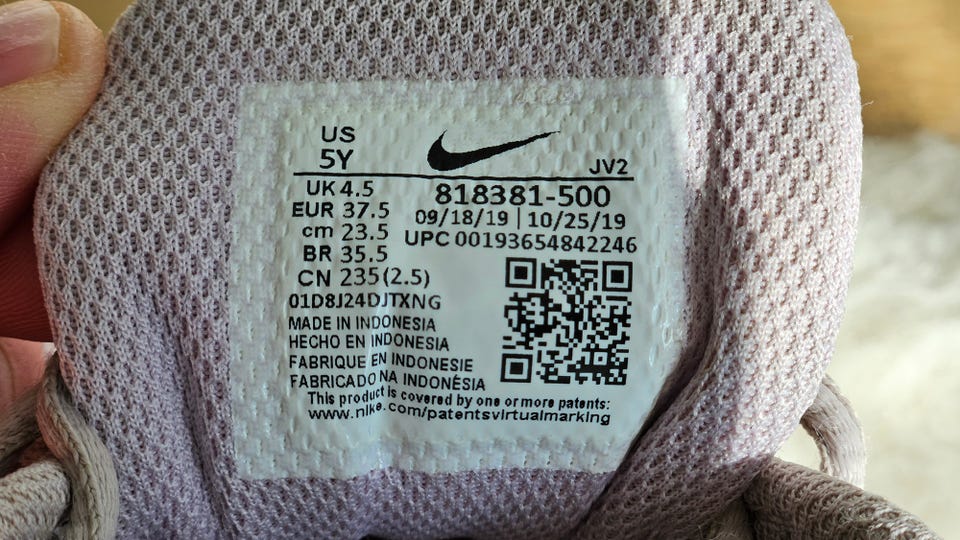 US
5Y
JV2
UK 4.5
EUR 37.5
cm 23.5
BR 35.5
CN 235(2.5)
818381-500
09/18/19 | 10/25/19
UPC 00193654842246
01D8J24DJTXNG
MADE IN INDONESIA
HECHO EN INDONESIA
FABRIQUE EN INDONESIE
FABRICADO NA INDONÉSIA
This product is covered by one or more patents:
www.nike.com/patentsvirtualmarking